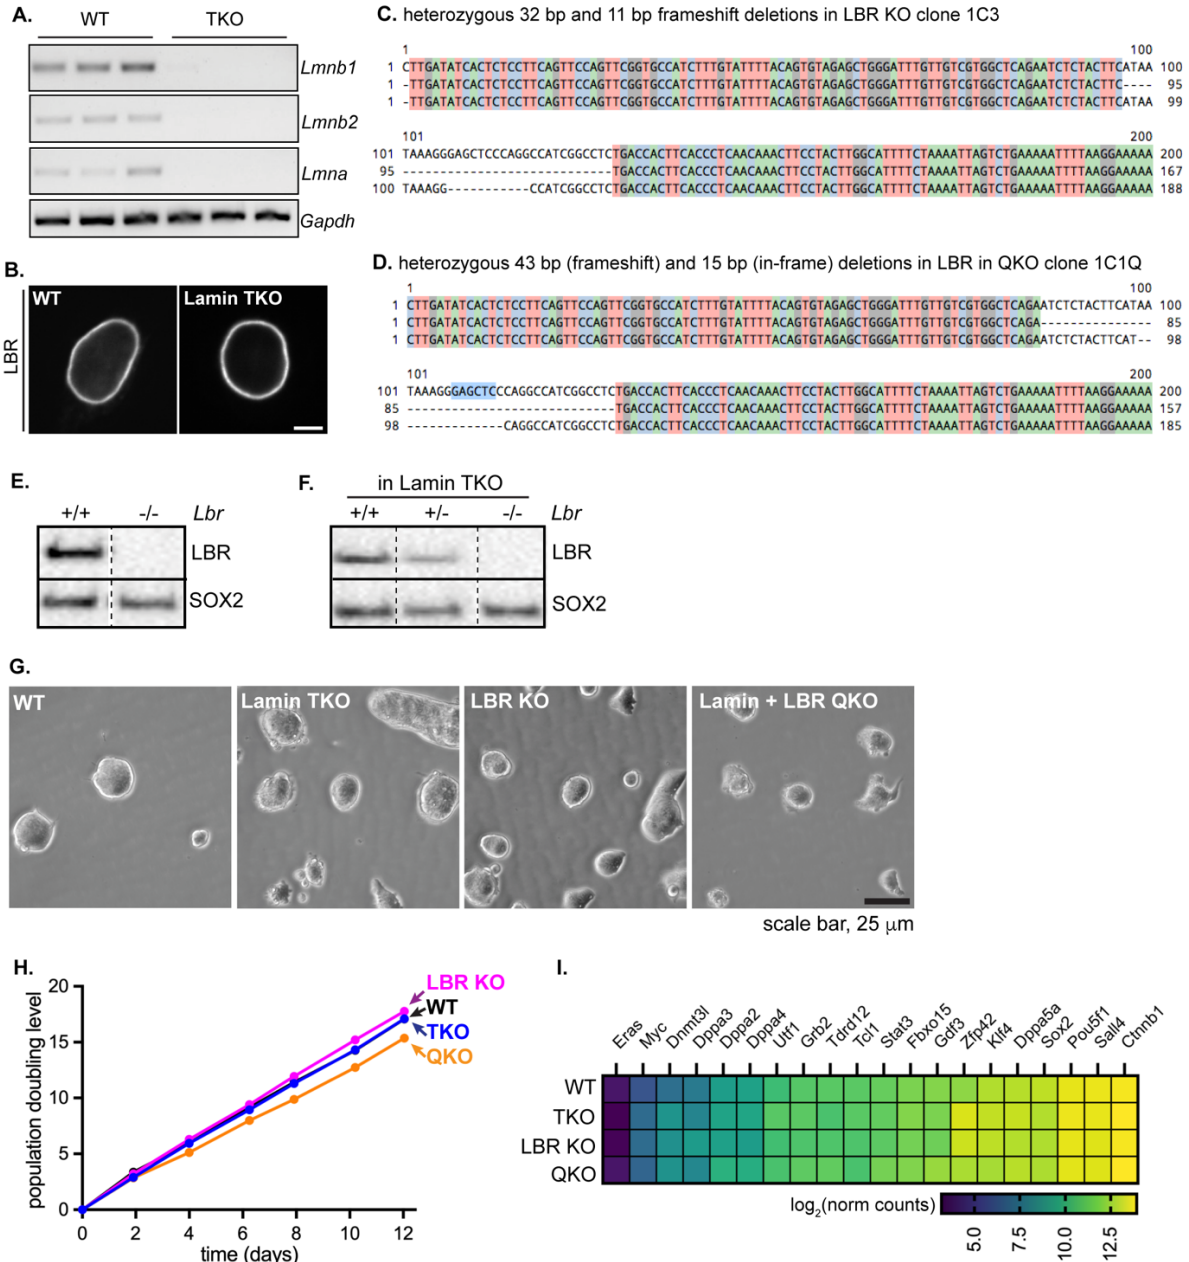 A.
WT TKO
Lmnb1
Lmnb2
Lmna
Gapdh
B.
LBR
WT
Lamin TKO
C. heterozygous 32 bp and 11 bp frameshift deletions in LBR KO clone 1C3
1 100
1 CTTGATATCACTCTCCTTCAGTTCCAGTTCGGTGCCATCTTTGTATTTTACAGTGTAGAGCTGGGATTTGTTGTCGTGGCTCAGAATCTCTACTTCATAA 100
1 -TTGATATCACTCTCCTTCAGTTCCAGTTCGGTGCCATCTTTGTATTTTACAGTGTAGAGCTGGGATTTGTTGTCGTGGCTCAGAATCTCTACTTC---- 95
1 -TTGATATCACTCTCCTTCAGTTCCAGTTCGGTGCCATCTTTGTATTTTACAGTGTAGAGCTGGGATTTGTTGTCGTGGCTCAGAATCTCTACTTCATAA 99
101 200
101 TAAAGGGAGCTCCCAGGCCATCGGCCTCTGACCACTTCACCCTCAACAAACTTCCTACTTGGCATTTTCTAAAATTAGTCTGAAAAATTTTAAGGAAAAA 200
95 ----------------------------TGACCACTTCACCCTCAACAAACTTCCTACTTGGCATTTTCTAAAATTAGTCTGAAAAATTTTAAGGAAAAA 167
100 TAAAGG-----------CCATCGGCCTCTGACCACTTCACCCTCAACAAACTTCCTACTTGGCATTTTCTAAAATTAGTCTGAAAAATTTTAAGGAAAAA 188
D. heterozygous 43 bp (frameshift) and 15 bp (in-frame) deletions in LBR in QKO clone 1C1Q
1 100
1 CTTGATATCACTCTCCTTCAGTTCCAGTTCGGTGCCATCTTTGTATTTTACAGTGTAGAGCTGGGATTTGTTGTCGTGGCTCAGAATCTCTACTTCATAA 100
1 CTTGATATCACTCTCCTTCAGTTCCAGTTCGGTGCCATCTTTGTATTTTACAGTGTAGAGCTGGGATTTGTTGTCGTGGCTCAGA--------------- 85
1 CTTGATATCACTCTCCTTCAGTTCCAGTTCGGTGCCATCTTTGTATTTTACAGTGTAGAGCTGGGATTTGTTGTCGTGGCTCAGAATCTCTACTTCAT-- 98
101 200
101 TAAAGGGAGCTCCCAGGCCATCGGCCTCTGACCACTTCACCCTCAACAAACTTCCTACTTGGCATTTTCTAAAATTAGTCTGAAAAATTTTAAGGAAAAA 200
85 ----------------------------TGACCACTTCACCCTCAACAAACTTCCTACTTGGCATTTTCTAAAATTAGTCTGAAAAATTTTAAGGAAAAA 157
98 -------------CAGGCCATCGGCCTCTGACCACTTCACCCTCAACAAACTTCCTACTTGGCATTTTCTAAAATTAGTCTGAAAAATTTTAAGGAAAAA 185
E.
+/+ -/- Lbr
LBR
SOX2
F.
in Lamin TKO
+/+ +/- -/- Lbr
LBR
SOX2
G.
WT
Lamin TKO
LBR KO
Lamin + LBR QKO
scale bar, 25 μm
H.
population doubling level
20
15
10
5
0
0 2 4 6 8 10 12
time (days)
LBR KO
WT
TKO
QKO
I.
Eras Myc Dnmt3l Dppa3 Dppa2 Dppa4 Utf1 Grb2 Tdrd12 Tcl1 Stat3 Fbxo15 Gdf3 Zfp42 Klf4 Dppa5a Sox2 Pou5f1 Sall4 Ctnnb1
WT
TKO
LBR KO
QKO
log2(norm counts)
5.0 7.5 10.0 12.5